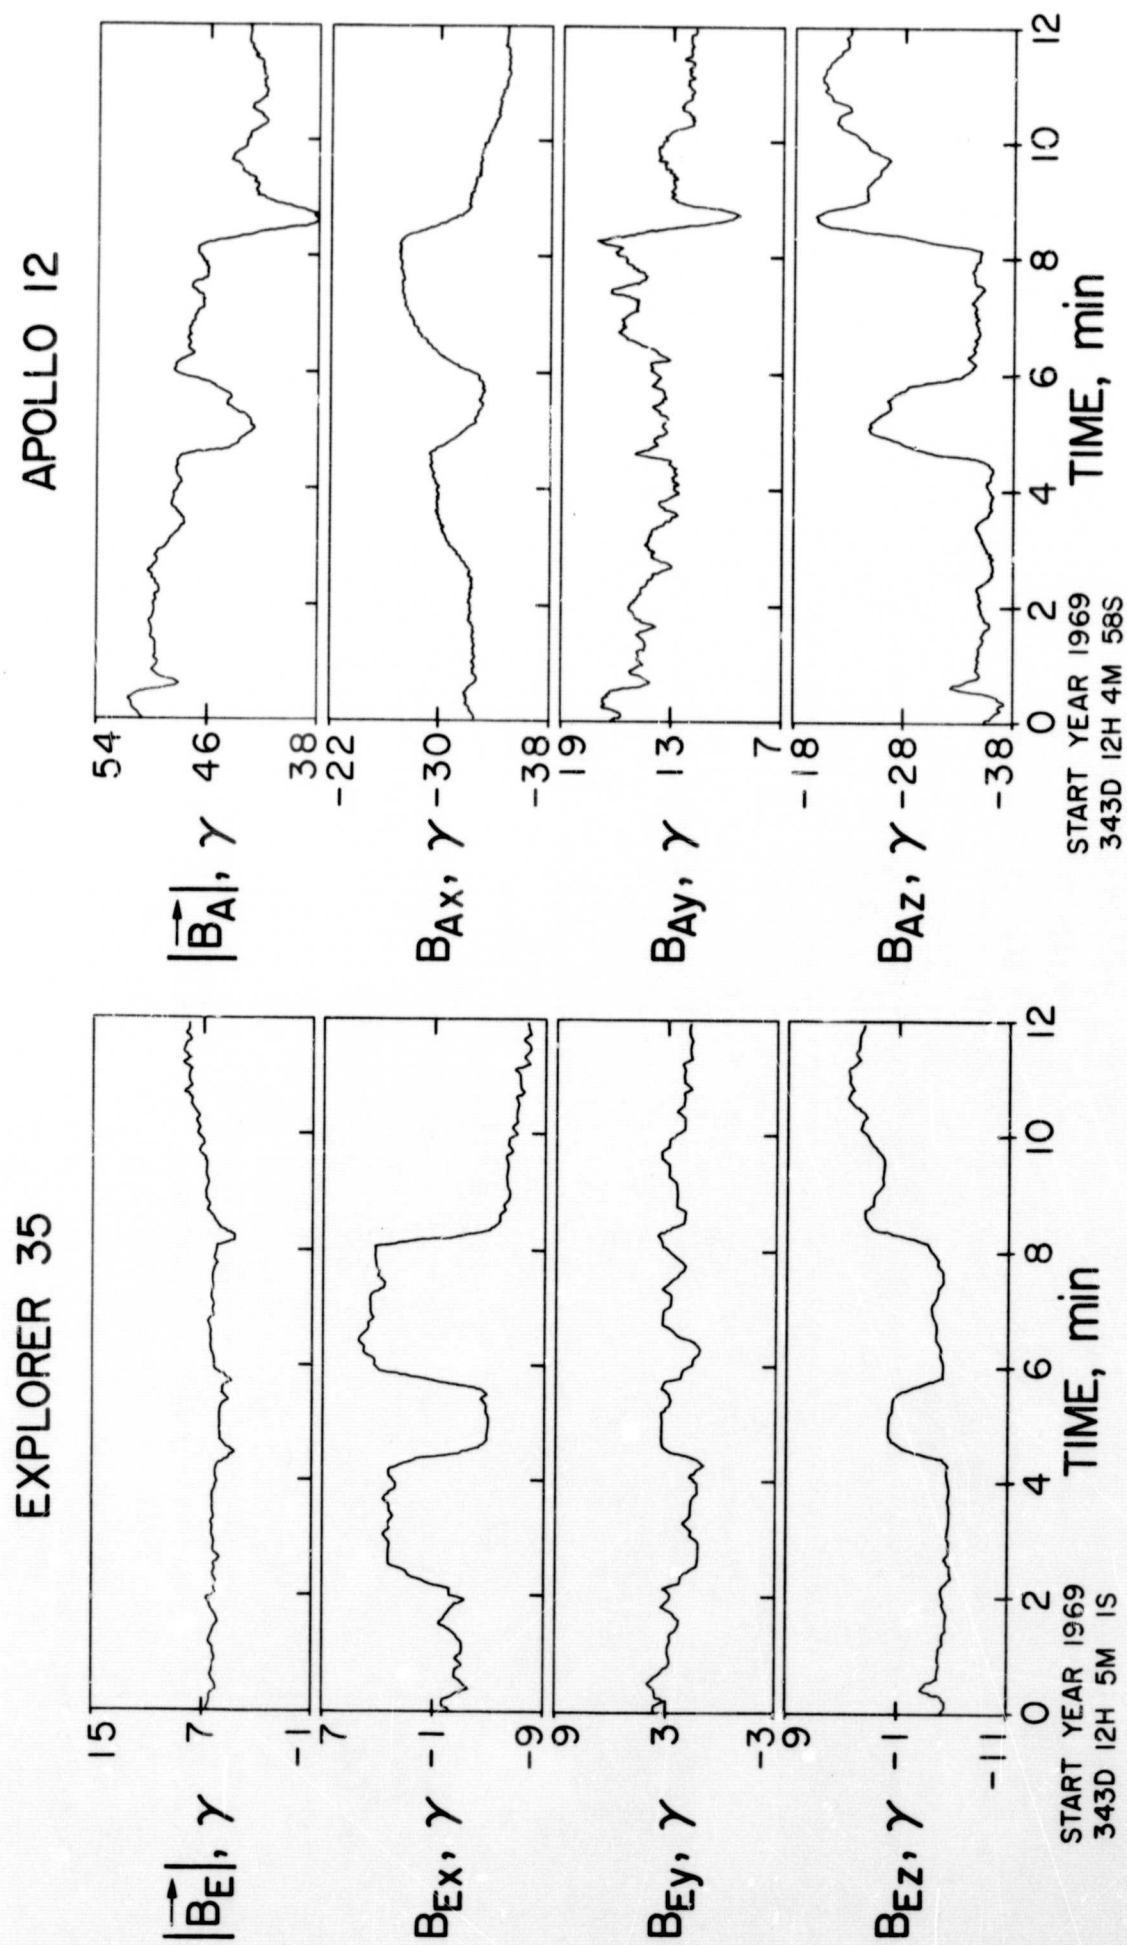 EXPLORER 35
|B_E|, γ
15
7
-1
B_Ex, γ
7
-1
-9
B_Ey, γ
9
3
-3
B_Ez, γ
9
-1
-11
0 2 4 6 8 10 12
TIME, min
START YEAR 1969
343D 12H 5M 1S
APOLLO 12
|B_A|, γ
54
46
38
B_Ax, γ
-22
-30
-38
B_Ay, γ
19
13
7
B_Az, γ
-18
-28
-38
0 2 4 6 8 10 12
TIME, min
START YEAR 1969
343D 12H 4M 58S